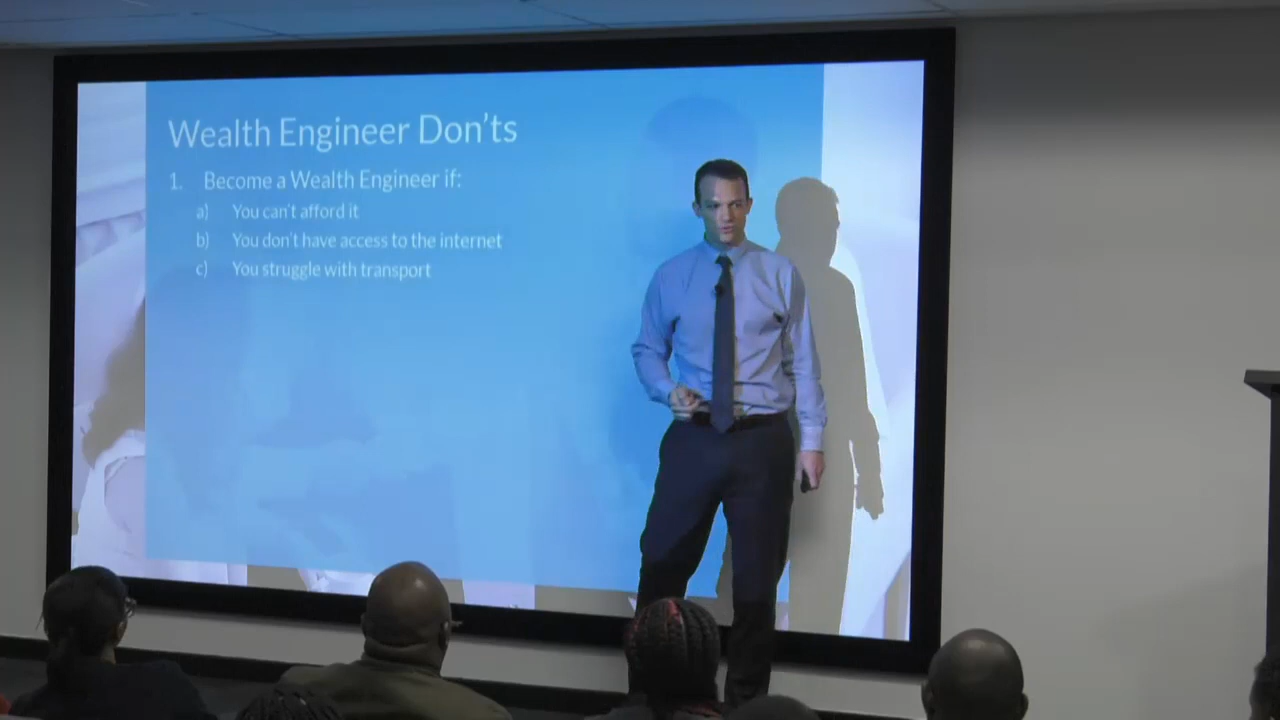 Wealth Engineer Don'ts
1. Become a Wealth Engineer if:
a) You can't afford it
b) You don't have access to the internet
c) You struggle with transport